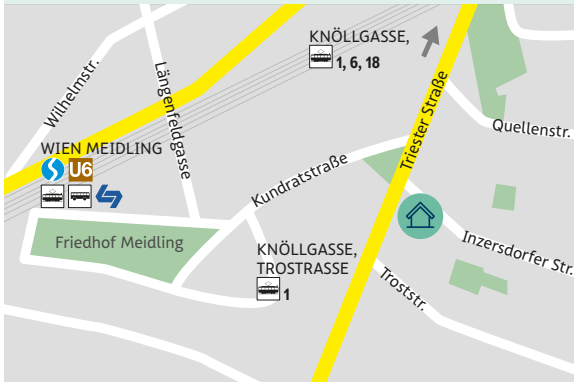 KNÖLLGASSE,
1, 6, 18
Wilhelmstr.
Längenfeldgasse
Triester Straße
Quellenstr.
WIEN MEIDLING
S U6
Kundratstraße
Friedhof Meidling
KNÖLLGASSE,
TROSTRASSE
1
Inzersdorfer Str.
Troststr.